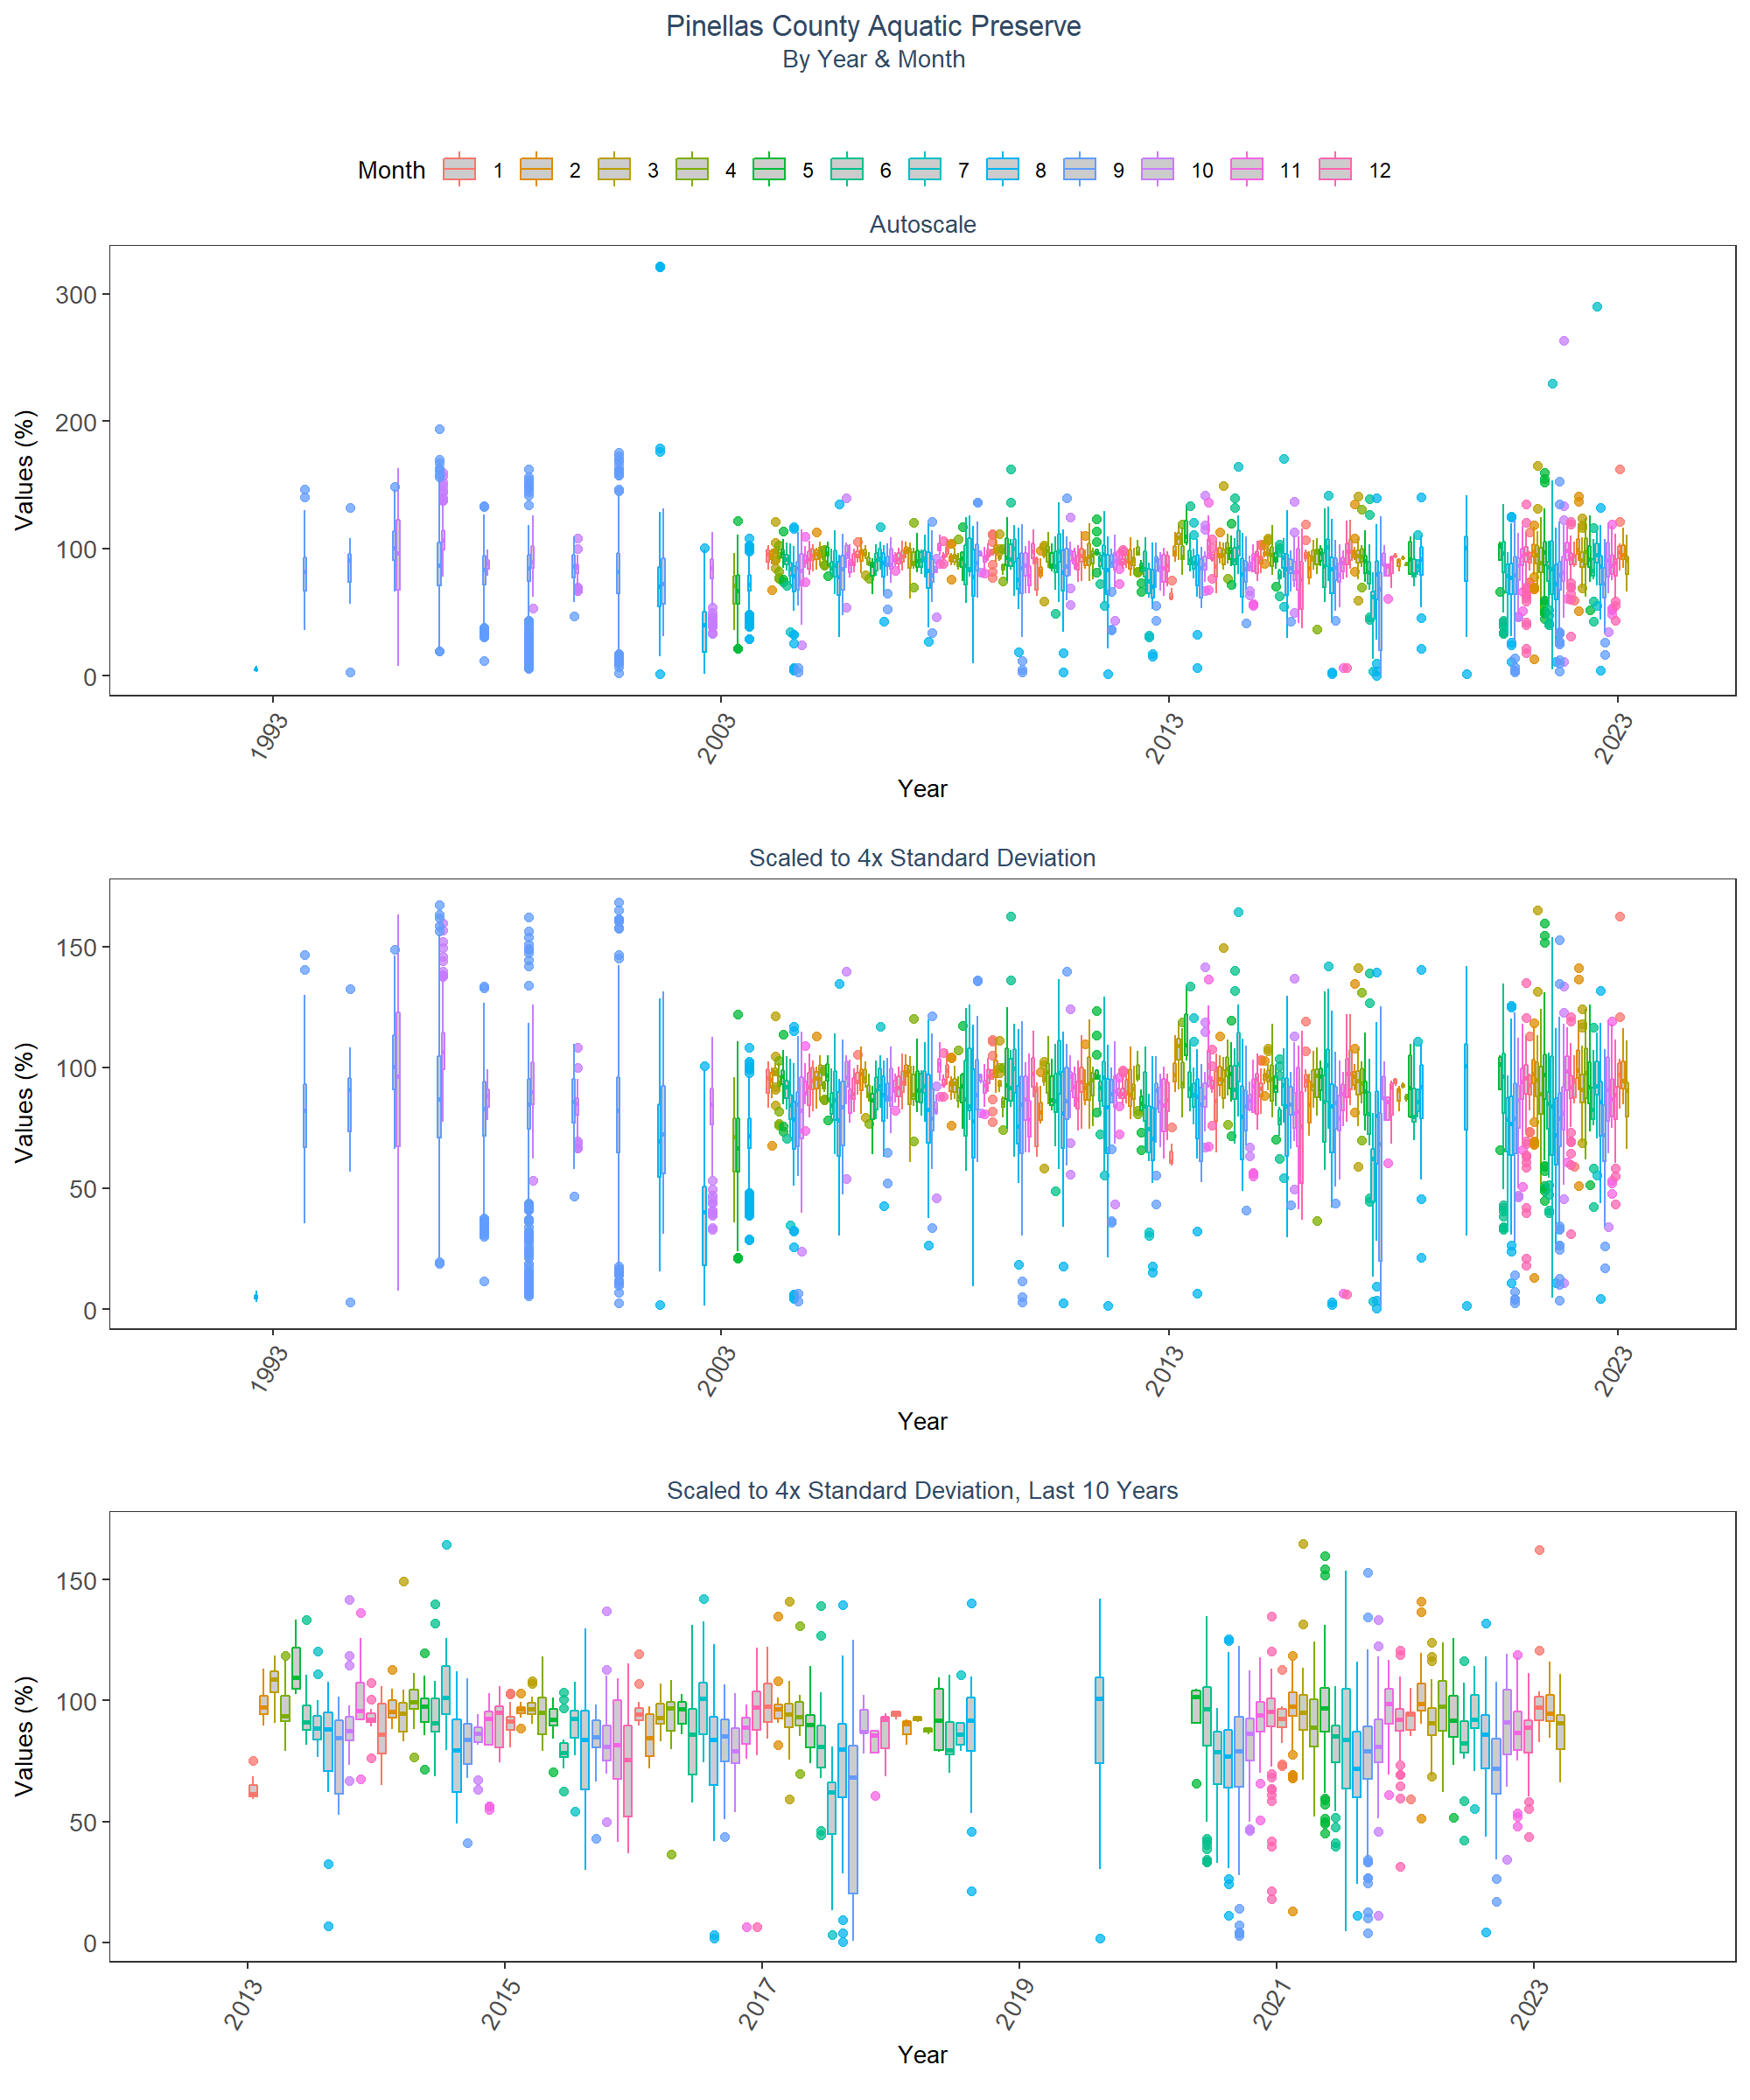 Pinellas County Aquatic Preserve
By Year & Month
Month 1 2 3 4 5 6 7 8 9 10 11 12
Autoscale
Values (%)
300
200
100
0
1993 2003 2013 2023
Year
Scaled to 4x Standard Deviation
Values (%)
150
100
50
0
1993 2003 2013 2023
Year
Scaled to 4x Standard Deviation, Last 10 Years
Values (%)
150
100
50
0
2013 2015 2017 2019 2021 2023
Year